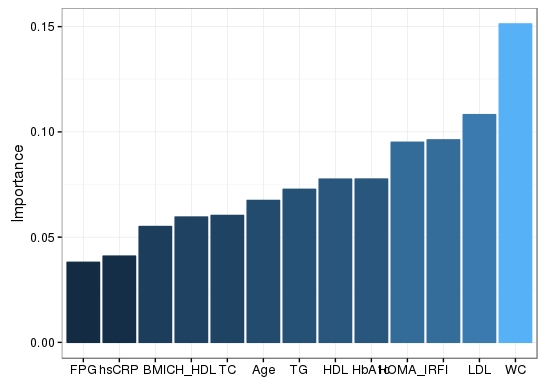 0.15
0.10
0.05
0.00
Importance
FPG hsCRP BMI CH_HDL TC Age TG HDL HbA1c HOMA_IR FI LDL WC